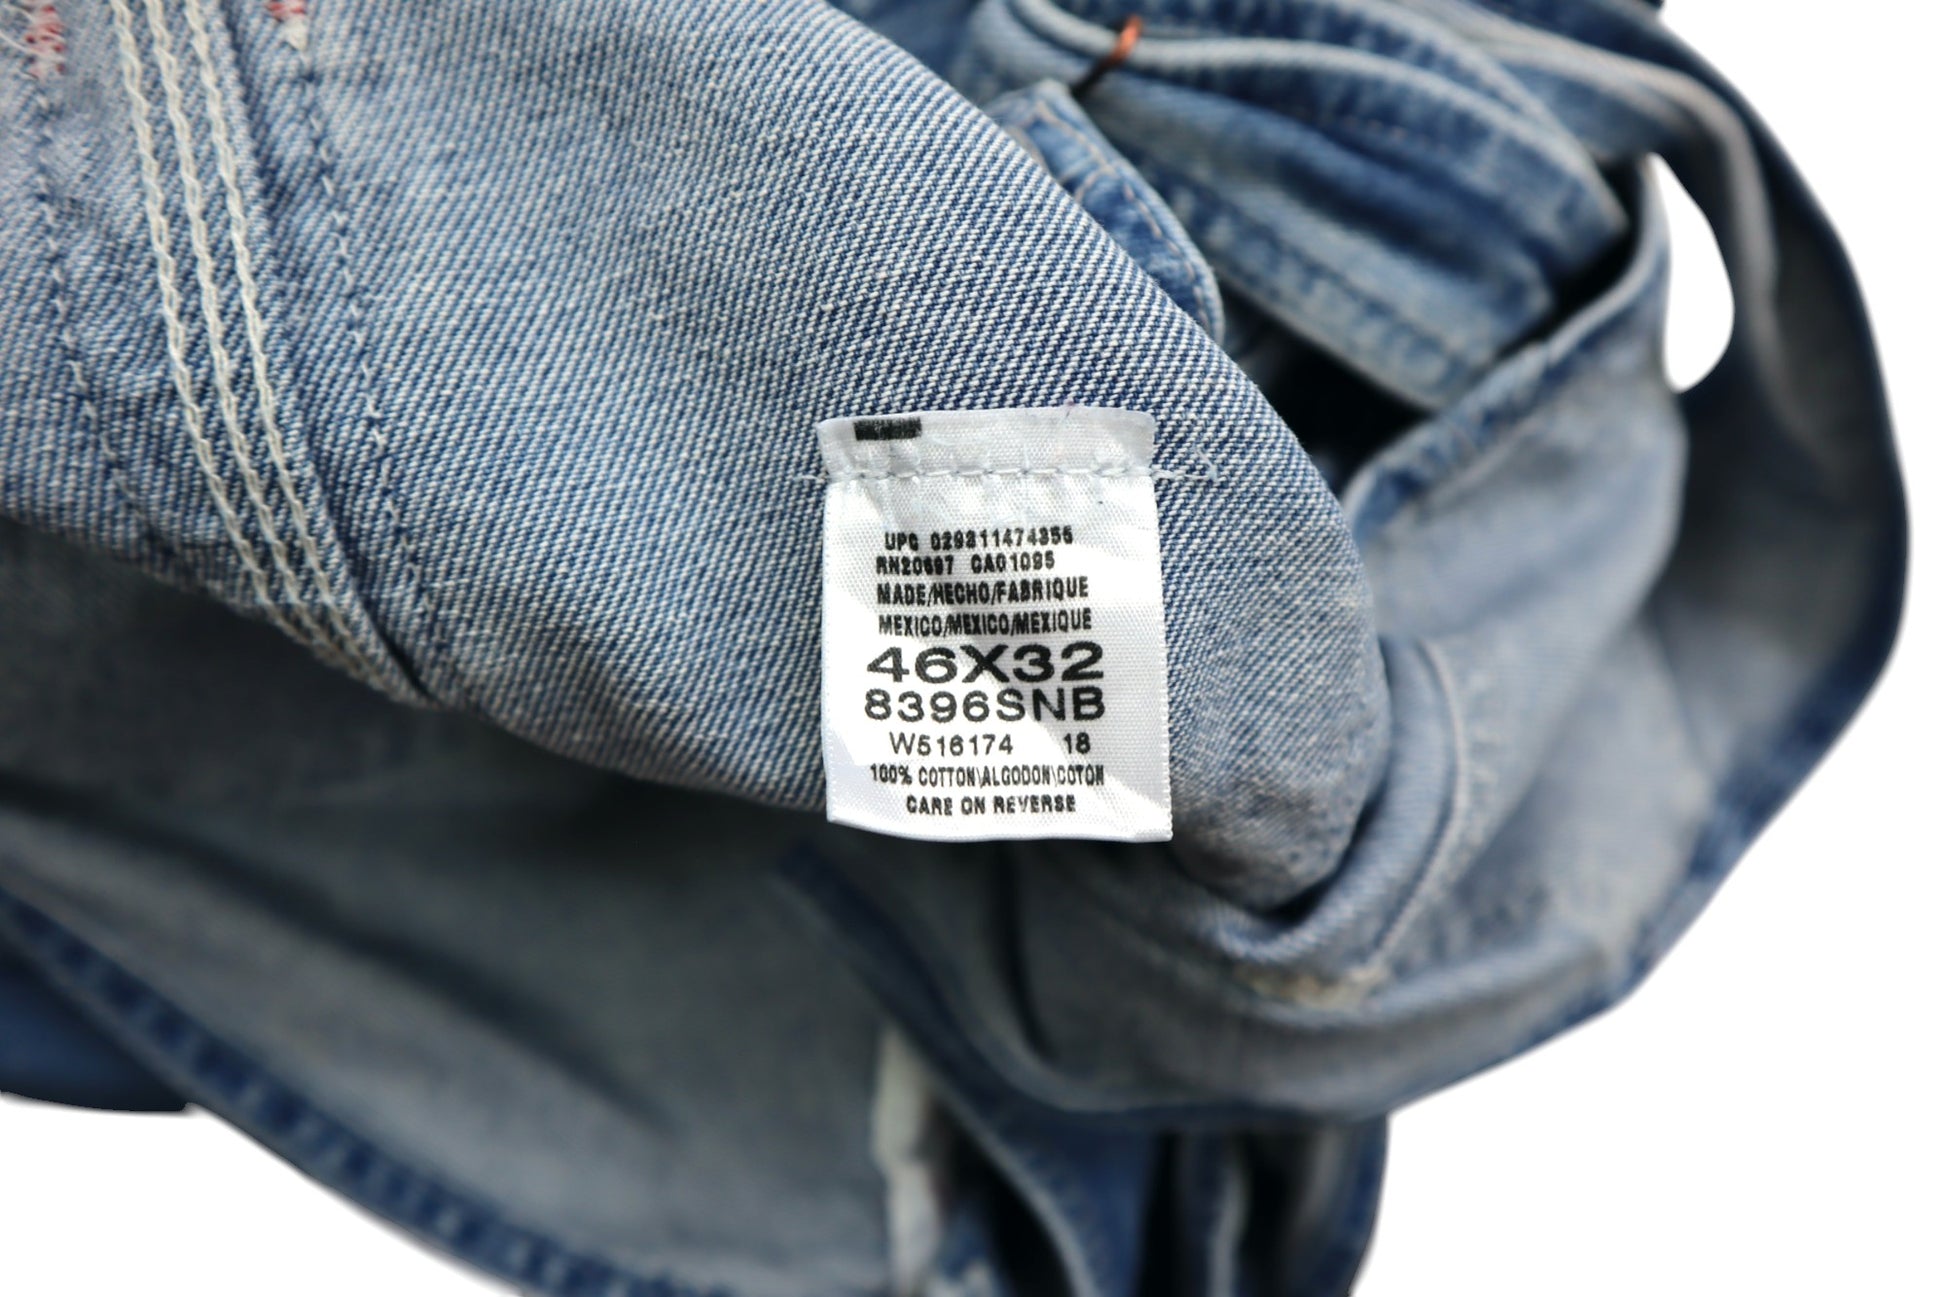 UPC 029311474355
RN20697 CA01095
MADE/HECHO/FABRIQUE
MEXICO/MEXICO/MEXIQUE
46X32
8396SNB
W516174 18
100% COTTON\ALGODON\COTON
CARE ON REVERSE